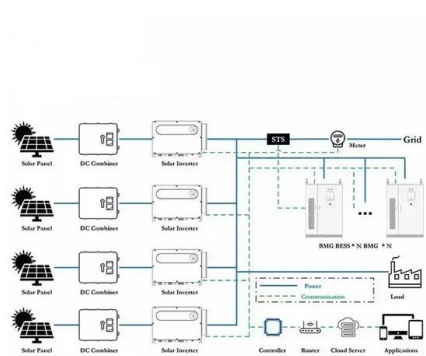 STS
Meter
Grid
Solar Panel
DC Combiner
Solar Inverter
Solar Panel
DC Combiner
Solar Inverter
BMG BESS * N BMG * N
Solar Panel
DC Combiner
Solar Inverter
Power
Communication
Load
Solar Panel
DC Combiner
Solar Inverter
Controller
Router
Cloud Server
Applications